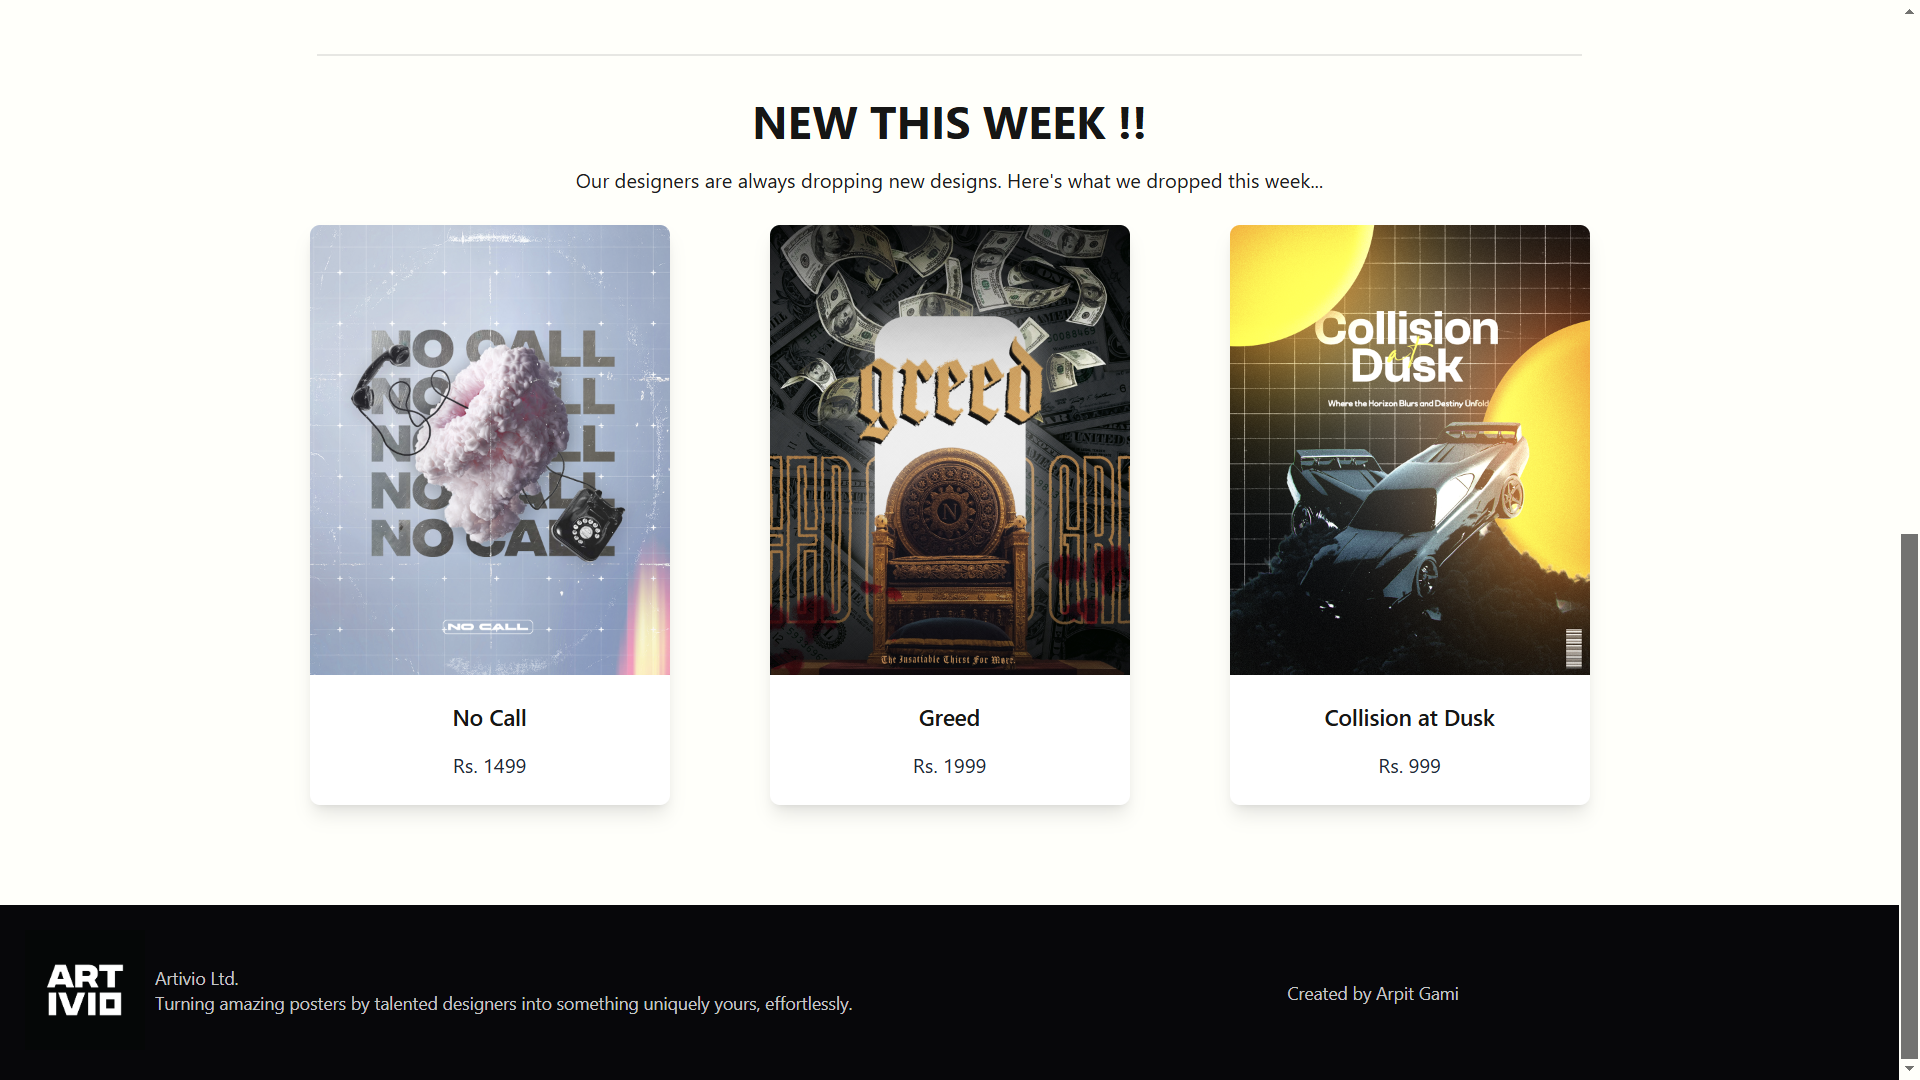 NEW THIS WEEK !!
Our designers are always dropping new designs. Here's what we dropped this week...
NO CALL
NO CALL
NO CALL
NO CALL
NO CALL
NO CALL
No Call
Rs. 1499
greed
N
The Insatiable Thirst For More.
Greed
Rs. 1999
Collision
at
Dusk
Where the Horizon Blurs and Destiny Unfolds
Collision at Dusk
Rs. 999
ART
IVIO
Artivio Ltd.
Turning amazing posters by talented designers into something uniquely yours, effortlessly.
Created by Arpit Gami